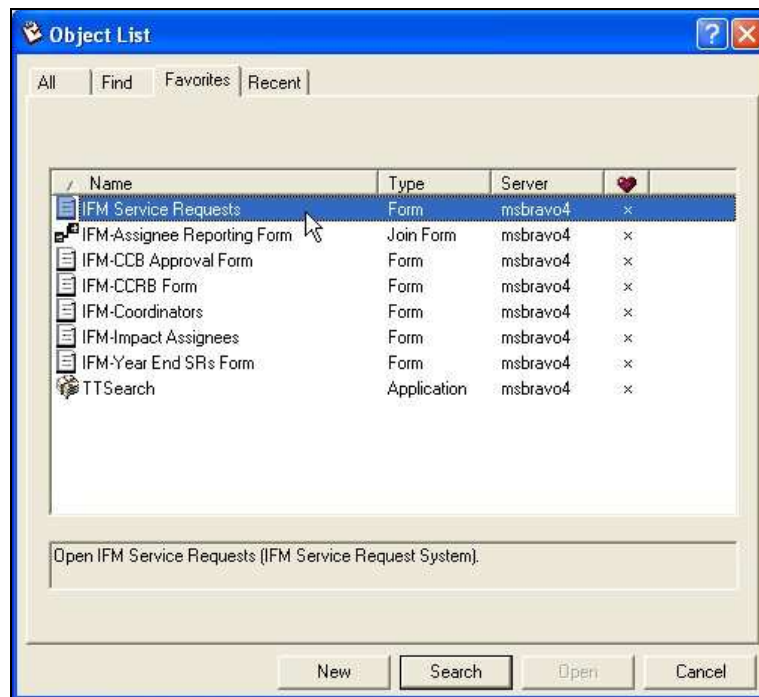 Object List
All Find Favorites Recent
/ Name Type Server
IFM Service Requests Form msbravo4 ×
IFM-Assignee Reporting Form Join Form msbravo4 ×
IFM-CCB Approval Form Form msbravo4 ×
IFM-CCRB Form Form msbravo4 ×
IFM-Coordinators Form msbravo4 ×
IFM-Impact Assignees Form msbravo4 ×
IFM-Year End SRs Form Form msbravo4 ×
TTSearch Application msbravo4 ×
Open IFM Service Requests (IFM Service Request System).
New Search Open Cancel